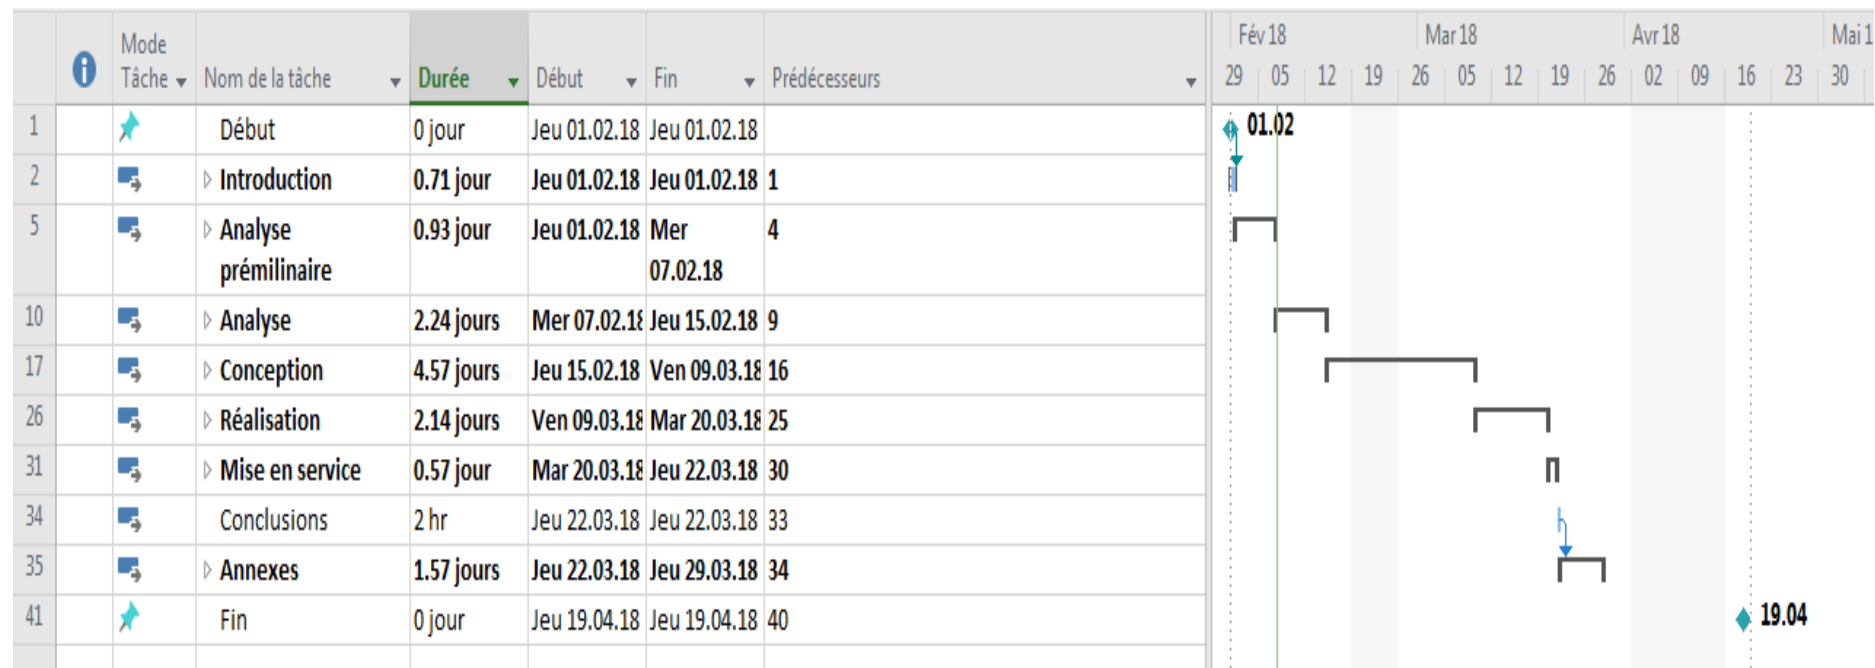 Mode
Tâche Nom de la tâche Durée Début Fin Prédécesseurs
Fév 18 Mar 18 Avr 18 Mai 1
29 05 12 19 26 05 12 19 26 02 09 16 23 30
1 Début 0 jour Jeu 01.02.18 Jeu 01.02.18 01.02
2 Introduction 0.71 jour Jeu 01.02.18 Jeu 01.02.18 1
5 Analyse 0.93 jour Jeu 01.02.18 Mer 4
prémilinaire 07.02.18
10 Analyse 2.24 jours Mer 07.02.18 Jeu 15.02.18 9
17 Conception 4.57 jours Jeu 15.02.18 Ven 09.03.18 16
26 Réalisation 2.14 jours Ven 09.03.18 Mar 20.03.18 25
31 Mise en service 0.57 jour Mar 20.03.18 Jeu 22.03.18 30
34 Conclusions 2 hr Jeu 22.03.18 Jeu 22.03.18 33
35 Annexes 1.57 jours Jeu 22.03.18 Jeu 29.03.18 34
41 Fin 0 jour Jeu 19.04.18 Jeu 19.04.18 40 19.04